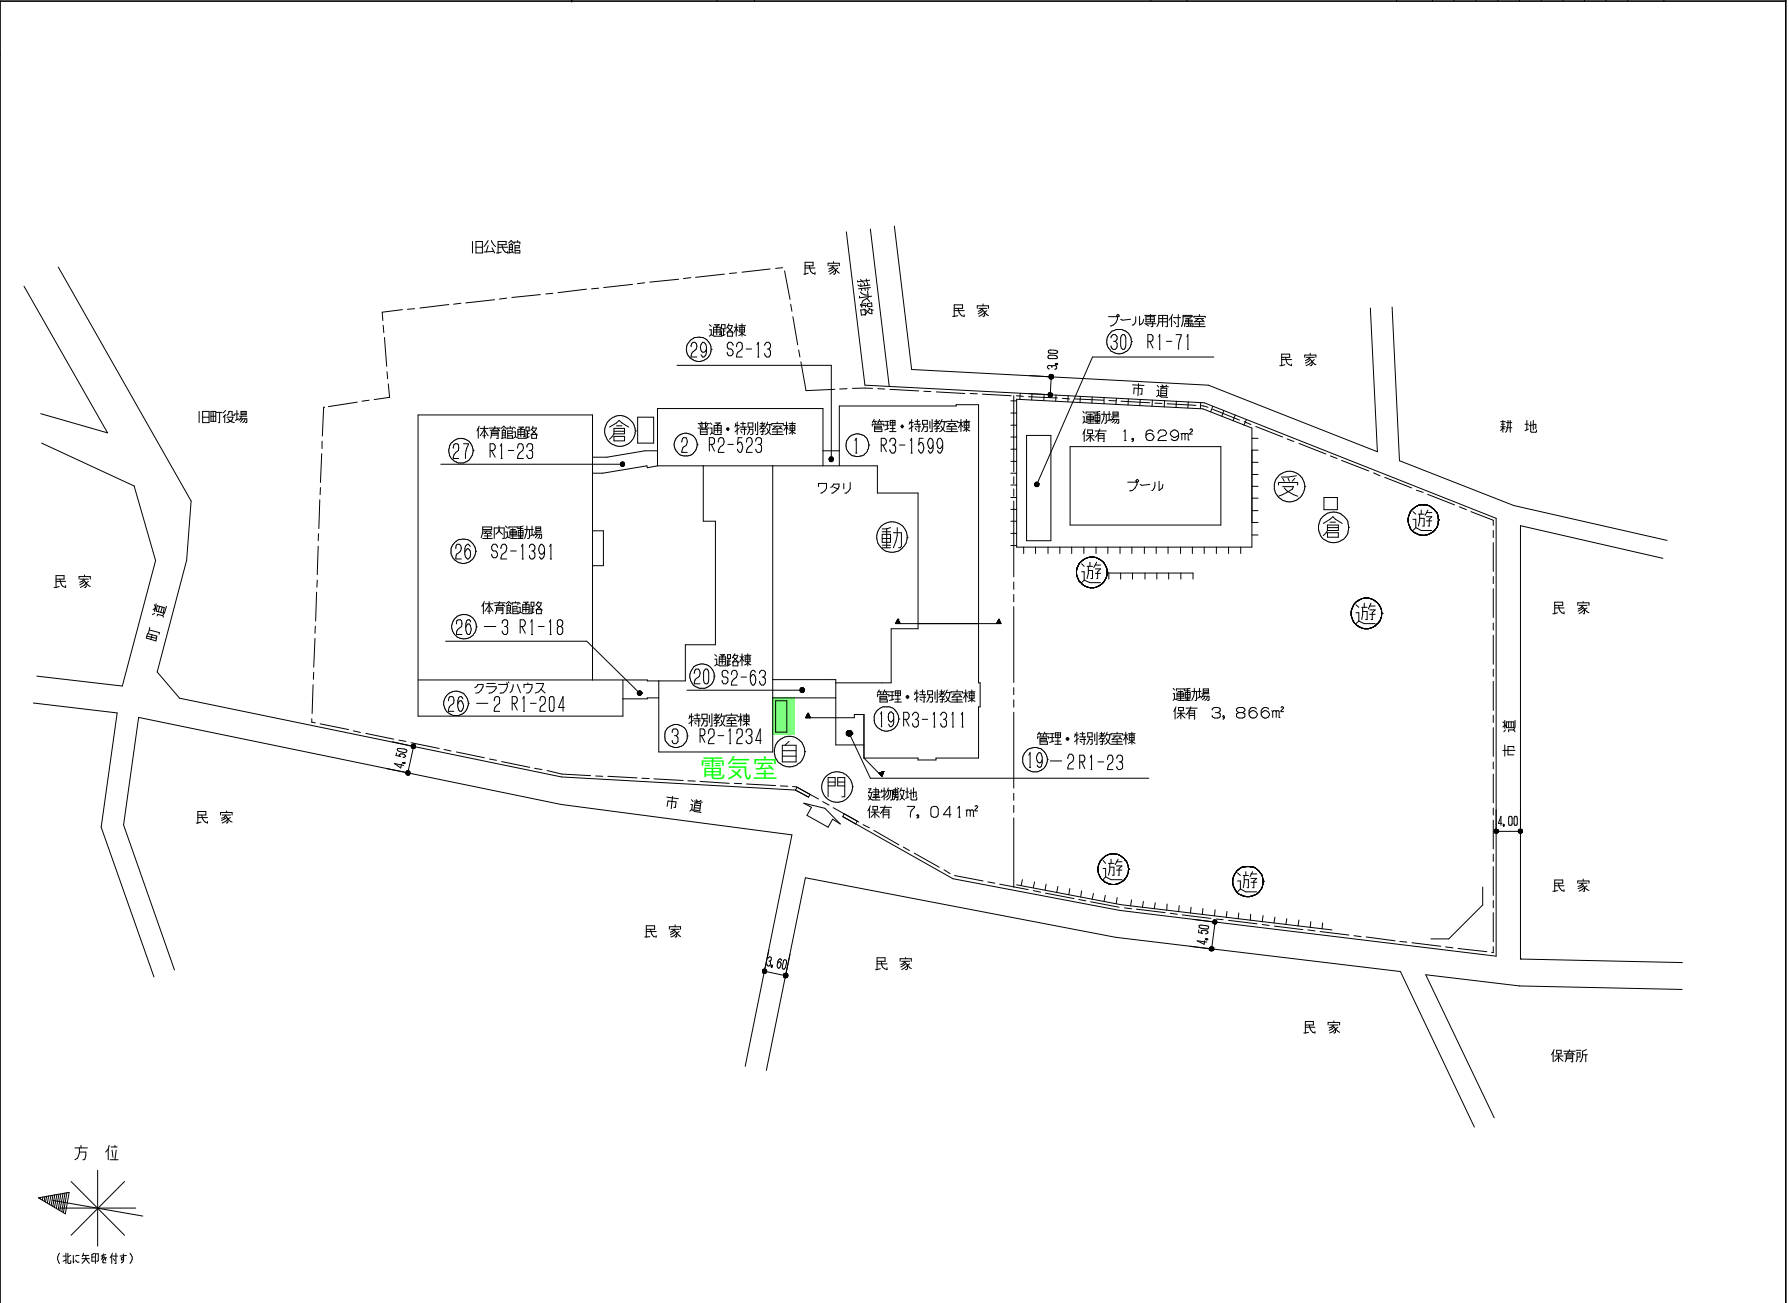 旧公民館
民 家
排水路
民 家
通路棟
㉙ S2-13
プール専用付属室
㉚ R1-71
民 家
3.00
市 道
旧町役場
耕 地
体育館通路
㉗ R1-23
倉
普通・特別教室棟
② R2-523
管理・特別教室棟
① R3-1599
運動場
保有 1,629㎡
ワタリ
プール
受
倉
遊
動
屋内運動場
㉖ S2-1391
遊
民 家
町 道
体育館通路
㉖-3 R1-18
遊
民 家
通路棟
⑳ S2-63
クラブハウス
㉖-2 R1-204
特別教室棟
③ R2-1234
管理・特別教室棟
⑲R3-1311
運動場
保有 3,866㎡
自
電気室
門
管理・特別教室棟
⑲-2R1-23
市 道
4.50
市 道
建物敷地
保有 7,041㎡
民 家
4.00
遊
遊
民 家
民 家
4.50
3.60
民 家
民 家
保育所
方 位
(北に矢印を付す)